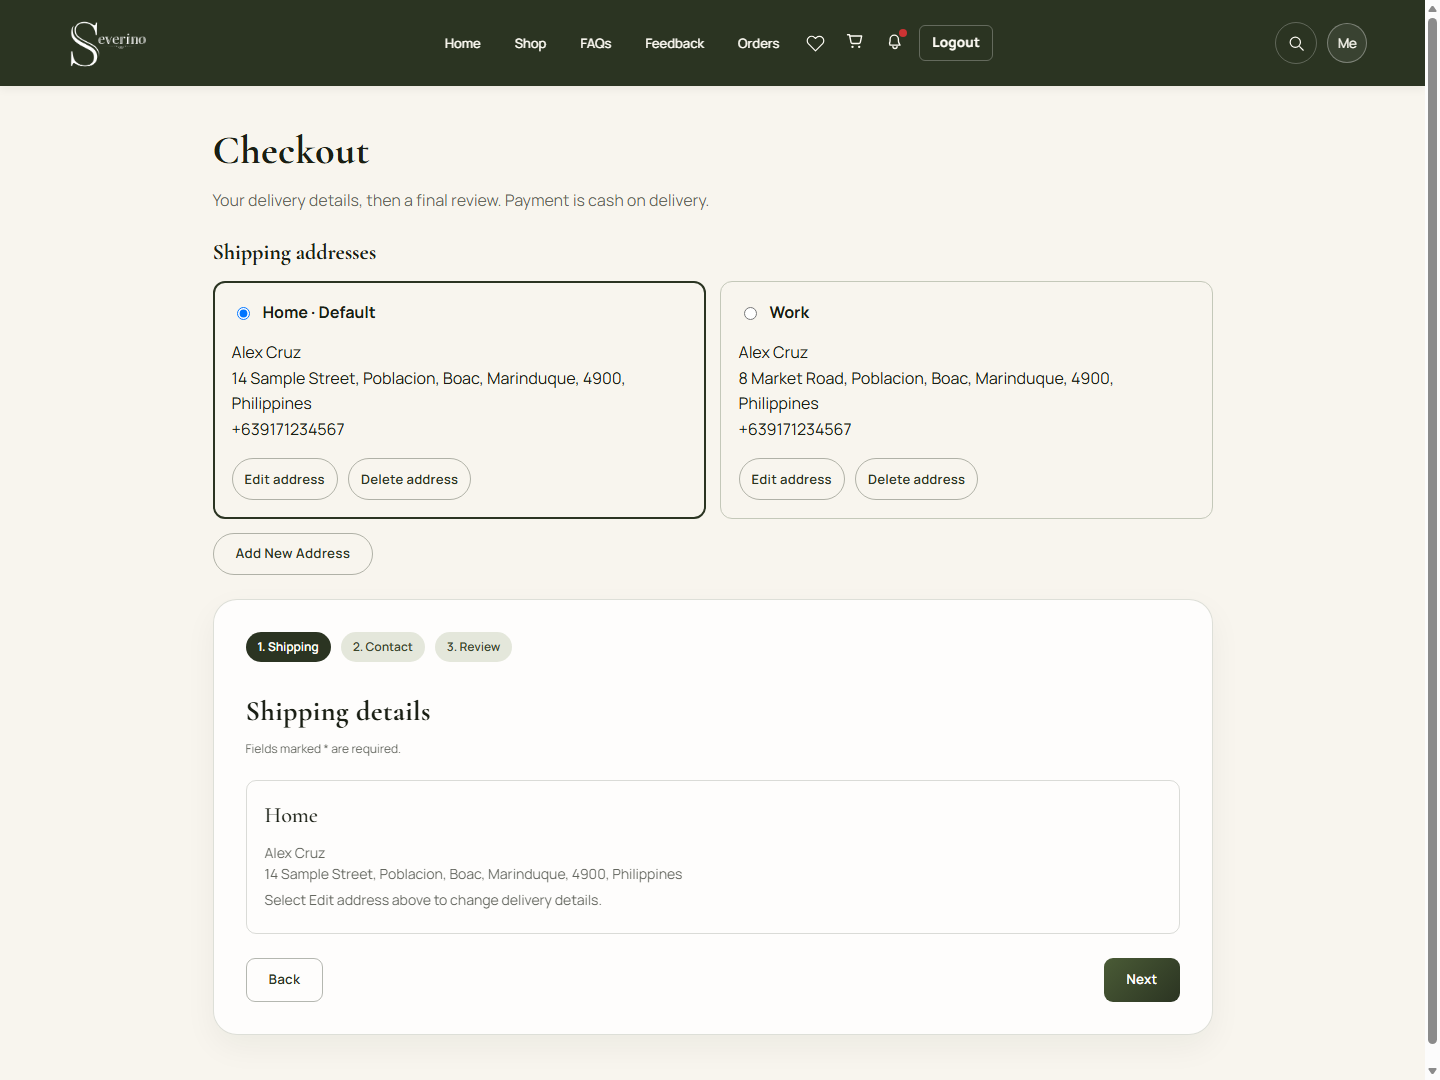 Severino
Home
Shop
FAQs
Feedback
Orders
Logout
Me
Checkout
Your delivery details, then a final review. Payment is cash on delivery.
Shipping addresses
Home · Default
Alex Cruz
14 Sample Street, Poblacion, Boac, Marinduque, 4900,
Philippines
+639171234567
Edit address
Delete address
Work
Alex Cruz
8 Market Road, Poblacion, Boac, Marinduque, 4900,
Philippines
+639171234567
Edit address
Delete address
Add New Address
1. Shipping
2. Contact
3. Review
Shipping details
Fields marked * are required.
Home
Alex Cruz
14 Sample Street, Poblacion, Boac, Marinduque, 4900, Philippines
Select Edit address above to change delivery details.
Back
Next